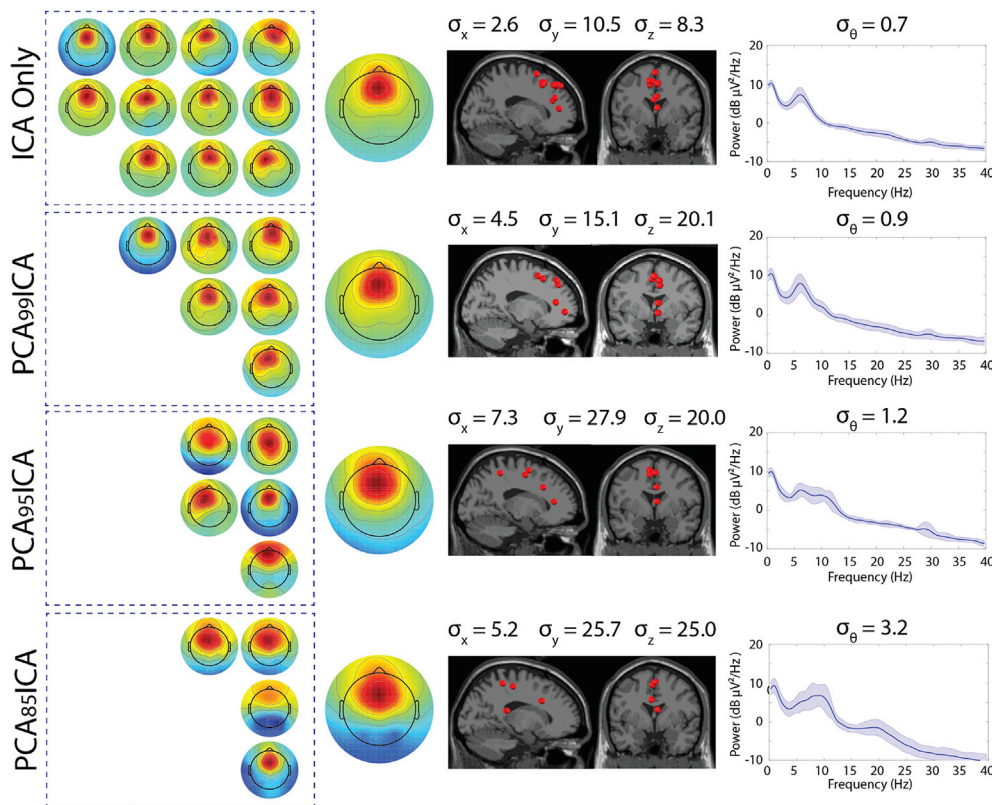 ICA Only
σx = 2.6 σy = 10.5 σz = 8.3
σθ = 0.7
Power (dB µV²/Hz)
20
10
0
-10
0 5 10 15 20 25 30 35 40
Frequency (Hz)
PCA99ICA
σx = 4.5 σy = 15.1 σz = 20.1
σθ = 0.9
Power (dB µV²/Hz)
20
10
0
-10
0 5 10 15 20 25 30 35 40
Frequency (Hz)
PCA95ICA
σx = 7.3 σy = 27.9 σz = 20.0
σθ = 1.2
Power (dB µV²/Hz)
20
10
0
-10
0 5 10 15 20 25 30 35 40
Frequency (Hz)
PCA85ICA
σx = 5.2 σy = 25.7 σz = 25.0
σθ = 3.2
Power (dB µV²/Hz)
20
10
0
-10
0 5 10 15 20 25 30 35 40
Frequency (Hz)